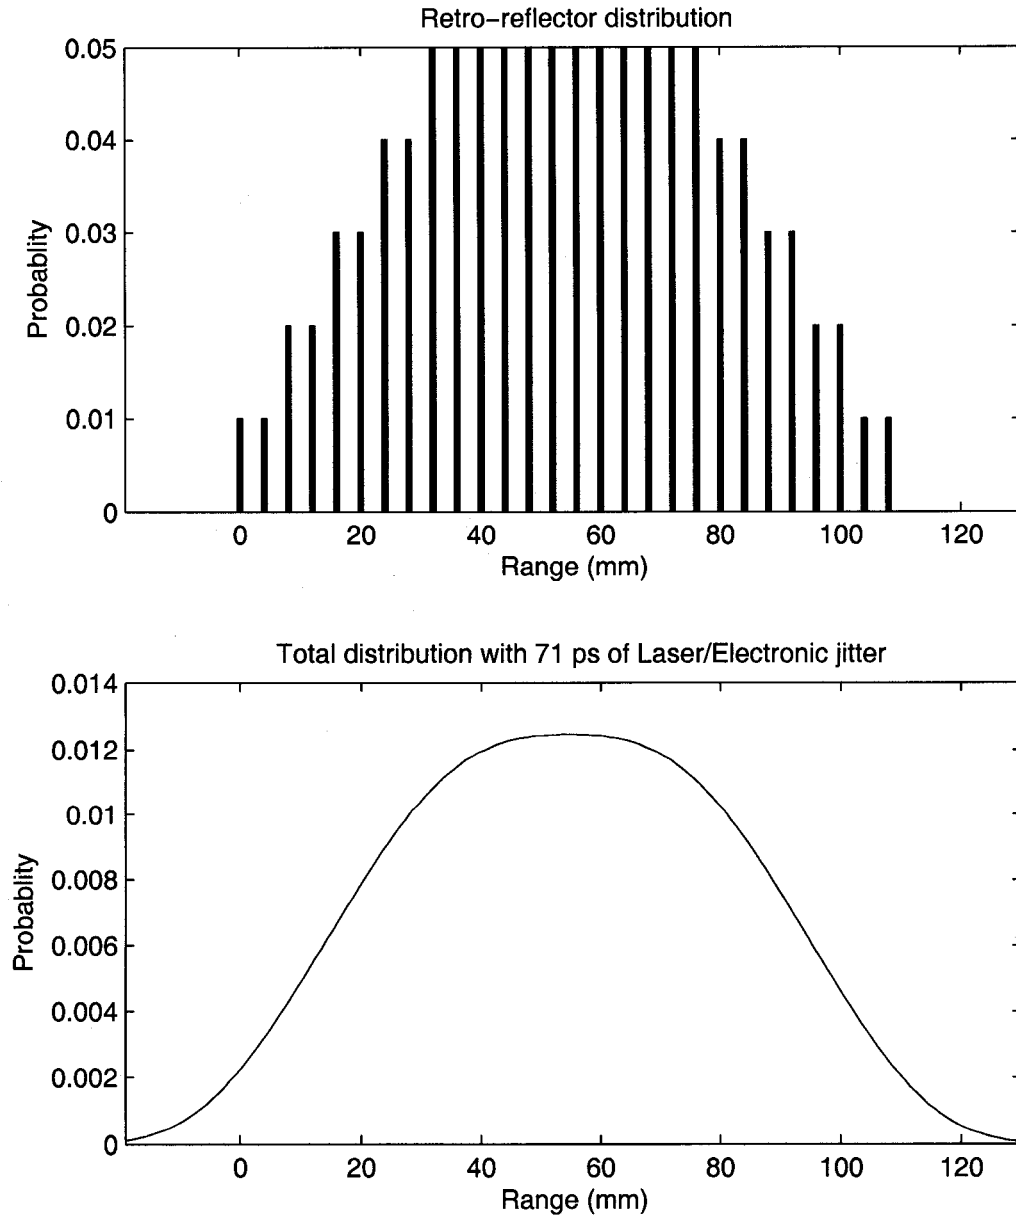 Retro-reflector distribution
0.05
0.04
0.03
0.02
0.01
0
Probablity
0 20 40 60 80 100 120
Range (mm)
Total distribution with 71 ps of Laser/Electronic jitter
0.014
0.012
0.01
0.008
0.006
0.004
0.002
0
Probablity
0 20 40 60 80 100 120
Range (mm)